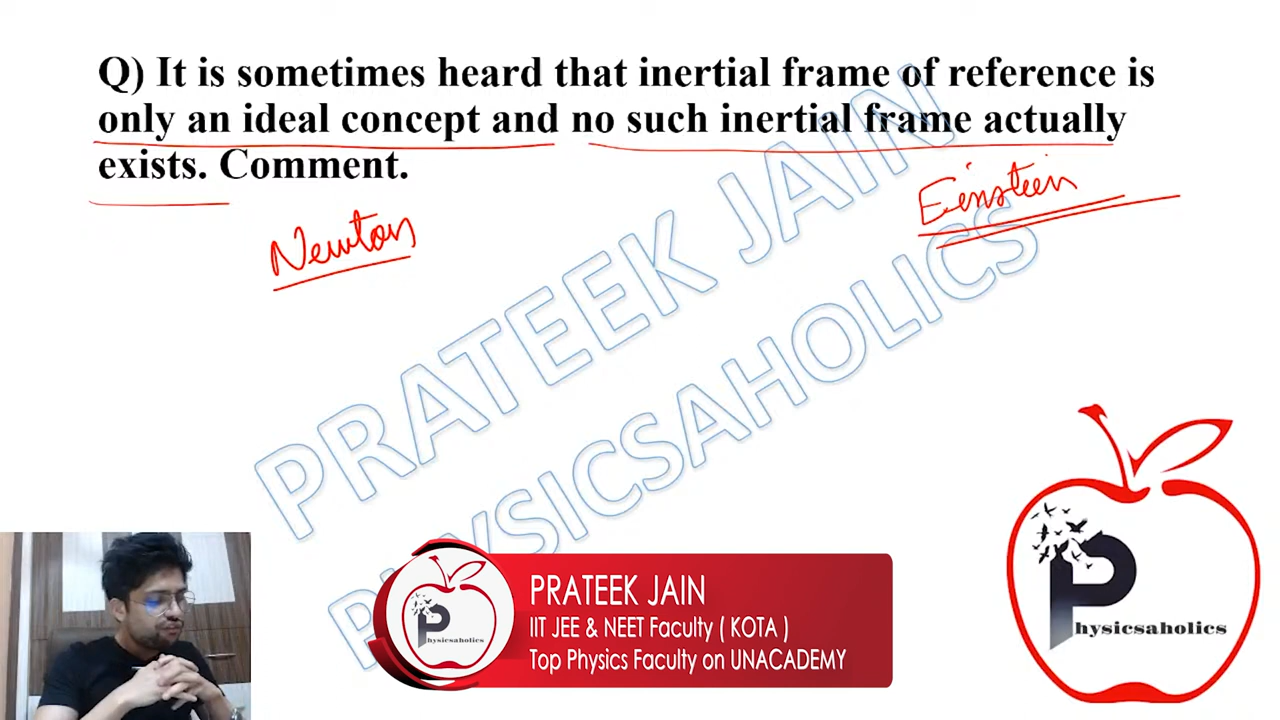 Q) It is sometimes heard that inertial frame of reference is
only an ideal concept and no such inertial frame actually
exists. Comment.
Einstein
Newton
PRATEEK JAIN
PHYSICSAHOLICS
PRATEEK JAIN
IIT JEE & NEET Faculty ( KOTA )
Top Physics Faculty on UNACADEMY
Physicsaholics
Physicsaholics